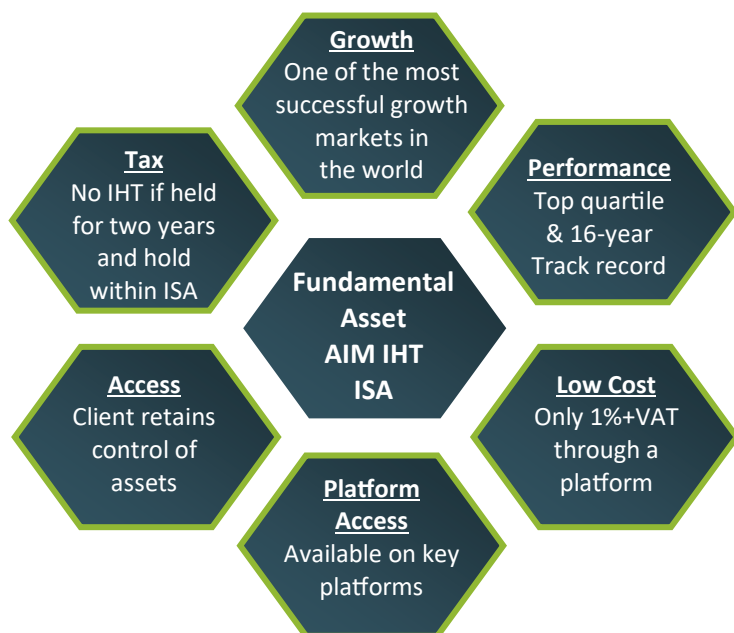 Growth
One of the most
successful growth
markets in
the world
Tax
No IHT if held
for two years
and hold
within ISA
Performance
Top quartile
& 16-year
Track record
Fundamental
Asset
AIM IHT
ISA
Access
Client retains
control of
assets
Low Cost
Only 1%+VAT
through a
platform
Platform
Access
Available on key
platforms